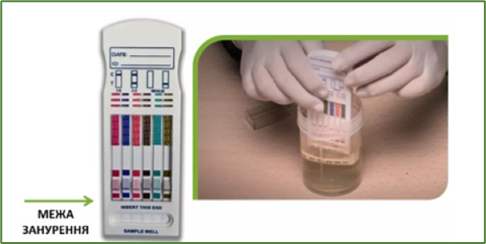 DATE:
ID:
C
T
INSERT THIS END
SAMPLE WELL
МЕЖА
ЗАНУРЕННЯ